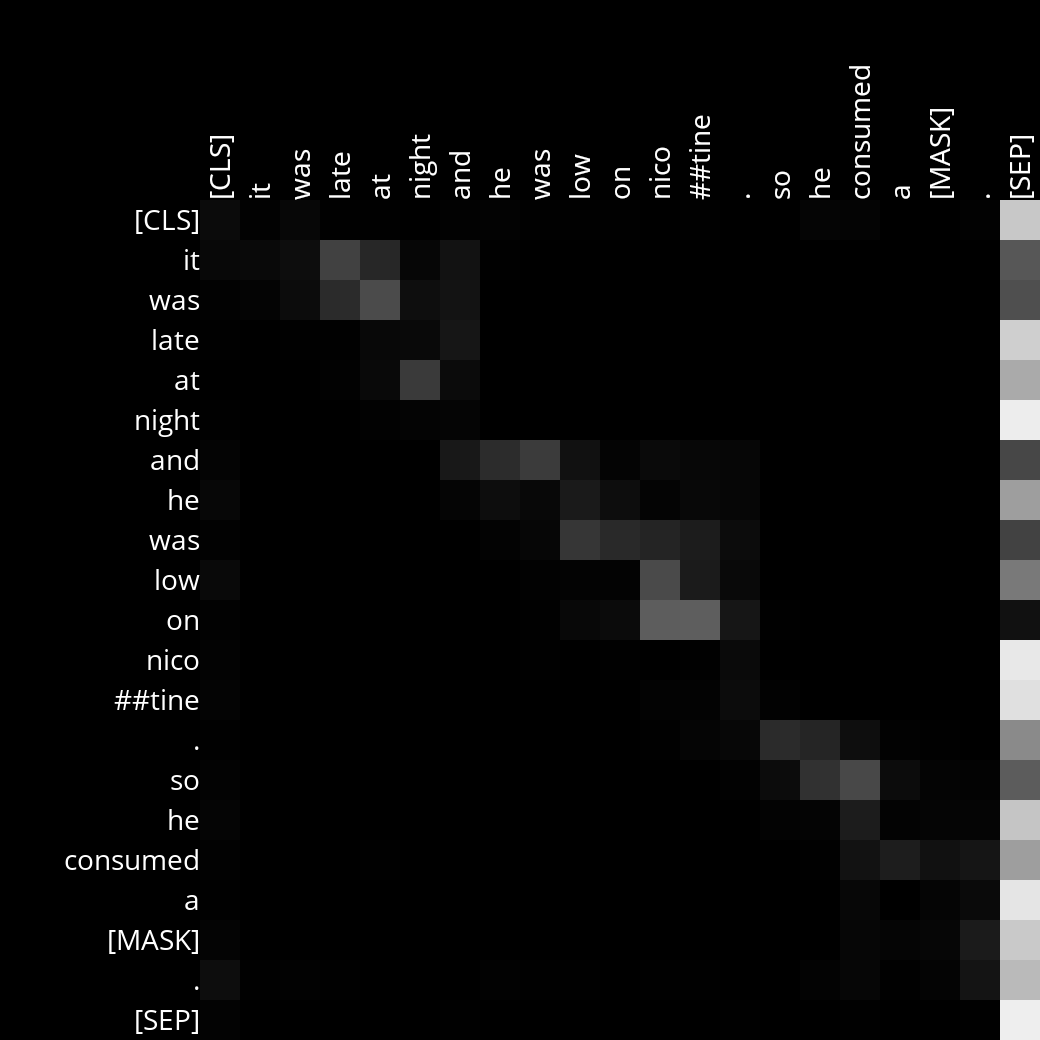 [CLS] it was late at night and he was low on nico ##tine . so he consumed a [MASK] . [SEP]
[CLS]
it
was
late
at
night
and
he
was
low
on
nico
##tine
.
so
he
consumed
a
[MASK]
.
[SEP]